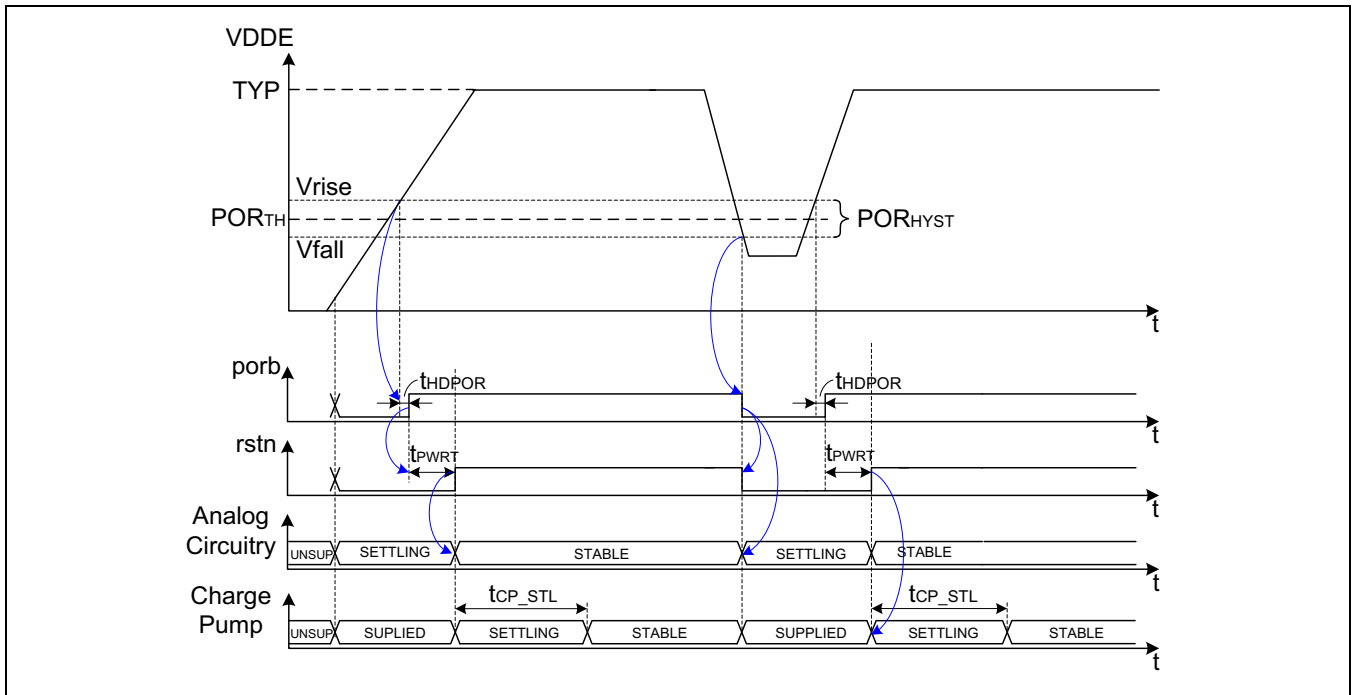 VDDE
TYP
Vrise
PORTH
PORHYST
Vfall
t
porb
tHDPOR
tHDPOR
t
rstn
tPWRT
tPWRT
t
Analog
Circuitry
UNSUP
SETTLING
STABLE
SETTLING
STABLE
t
Charge
Pump
tCP_STL
tCP_STL
UNSUP
SUPLIED
SETTLING
STABLE
SUPPLIED
SETTLING
STABLE
t